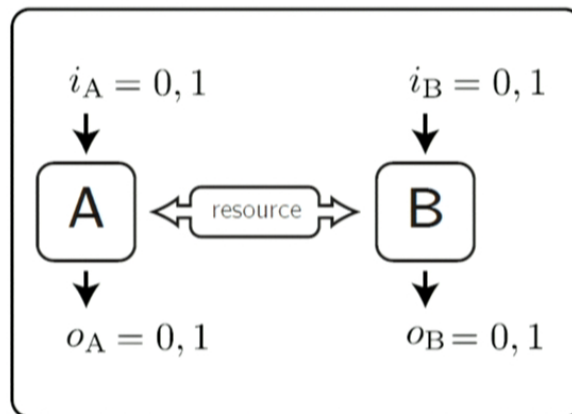 i_A = 0, 1 i_B = 0, 1
A resource B
o_A = 0, 1 o_B = 0, 1